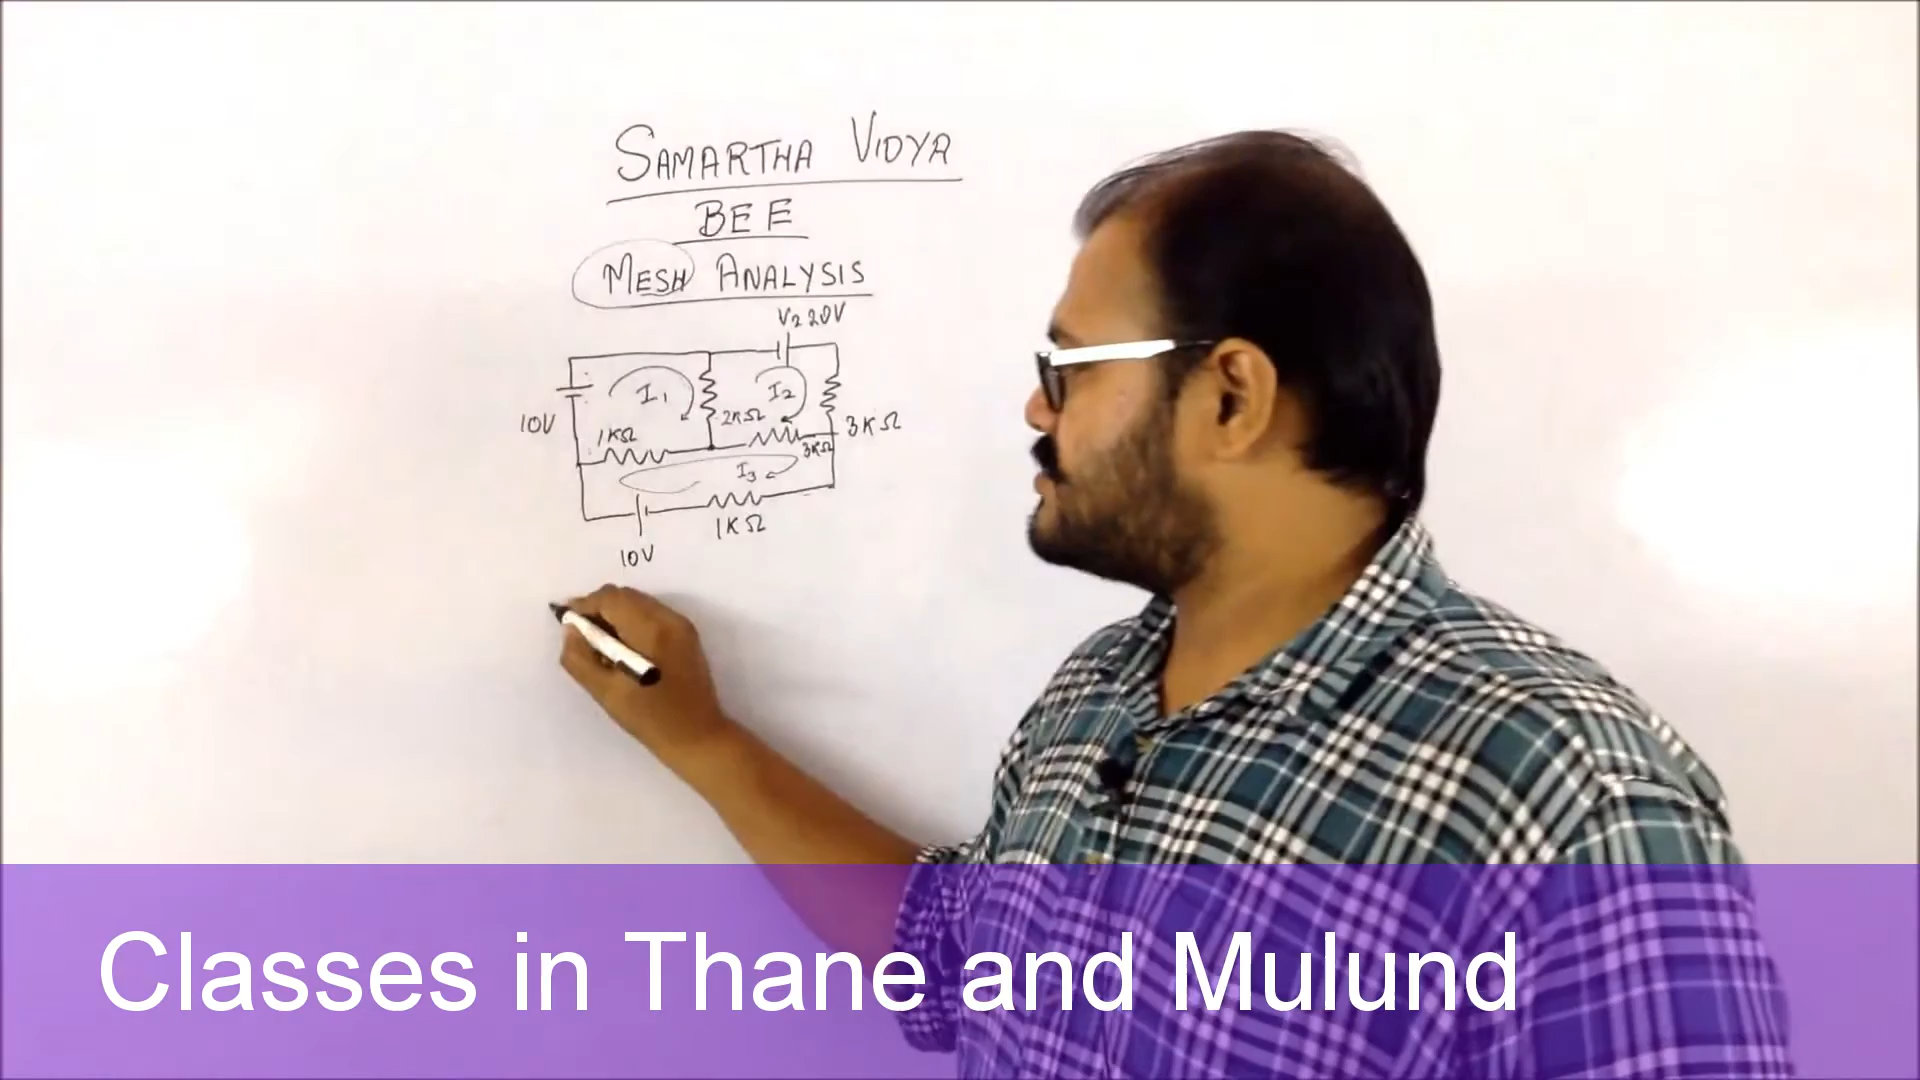 SAMARTHA VIDYA
BEE
MESH ANALYSIS
V2 20V
I1
I2
10V
2KΩ
3KΩ
1KΩ
3KΩ
I3
1KΩ
10V
Classes in Thane and Mulund